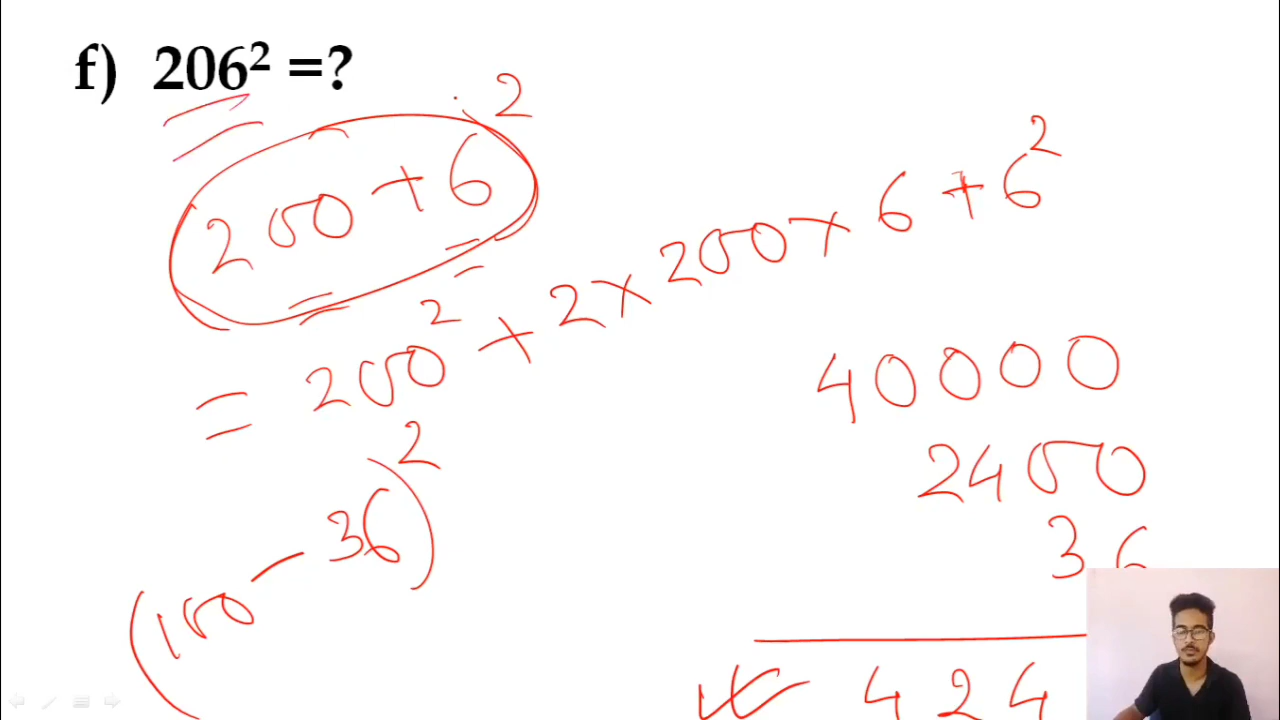 f) 206² =?
200 + 6 ²
= 200² + 2 × 200 × 6 + 6²
40000
2400
36
424
(100 - 36)²